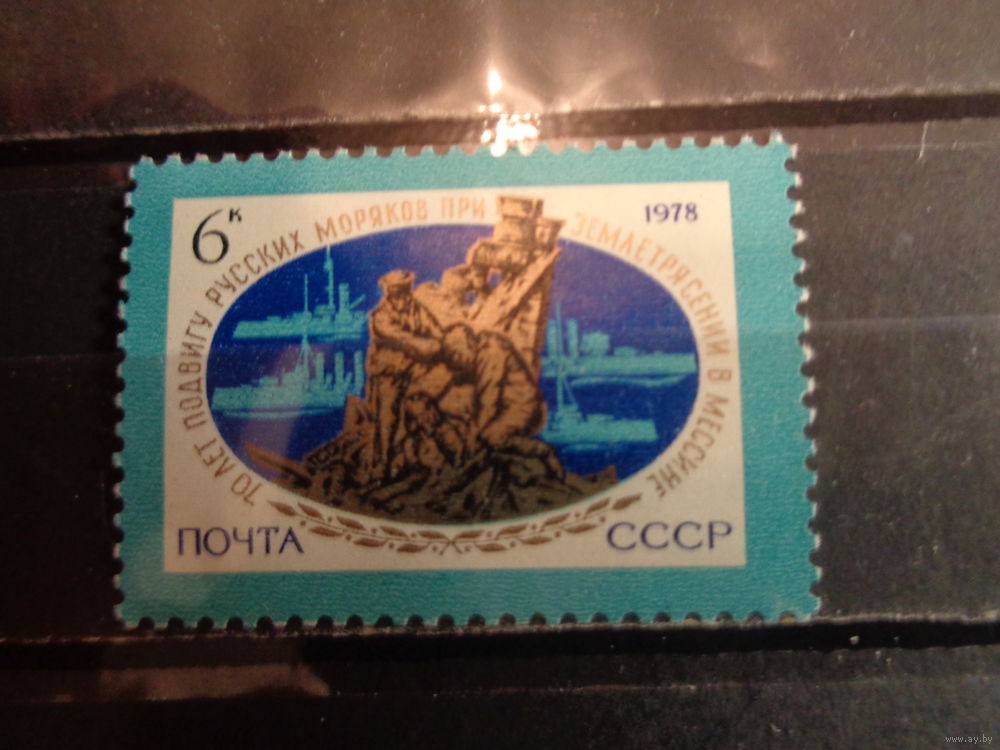 6к
1978
70 ЛЕТ ПОДВИГУ РУССКИХ МОРЯКОВ ПРИ ЗЕМЛЕТРЯСЕНИИ В МЕССИНЕ
ПОЧТА СССР
www.ay.by